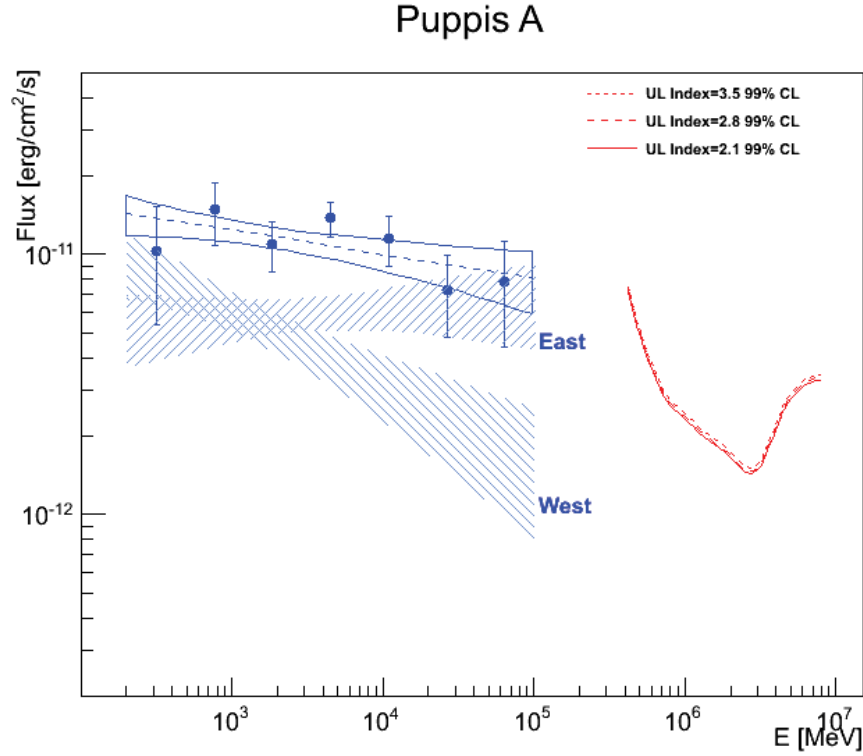 Puppis A
Flux [erg/cm²/s]
UL Index=3.5 99% CL
UL Index=2.8 99% CL
UL Index=2.1 99% CL
10⁻¹¹
East
West
10⁻¹²
10³
10⁴
10⁵
10⁶
10⁷
E [MeV]